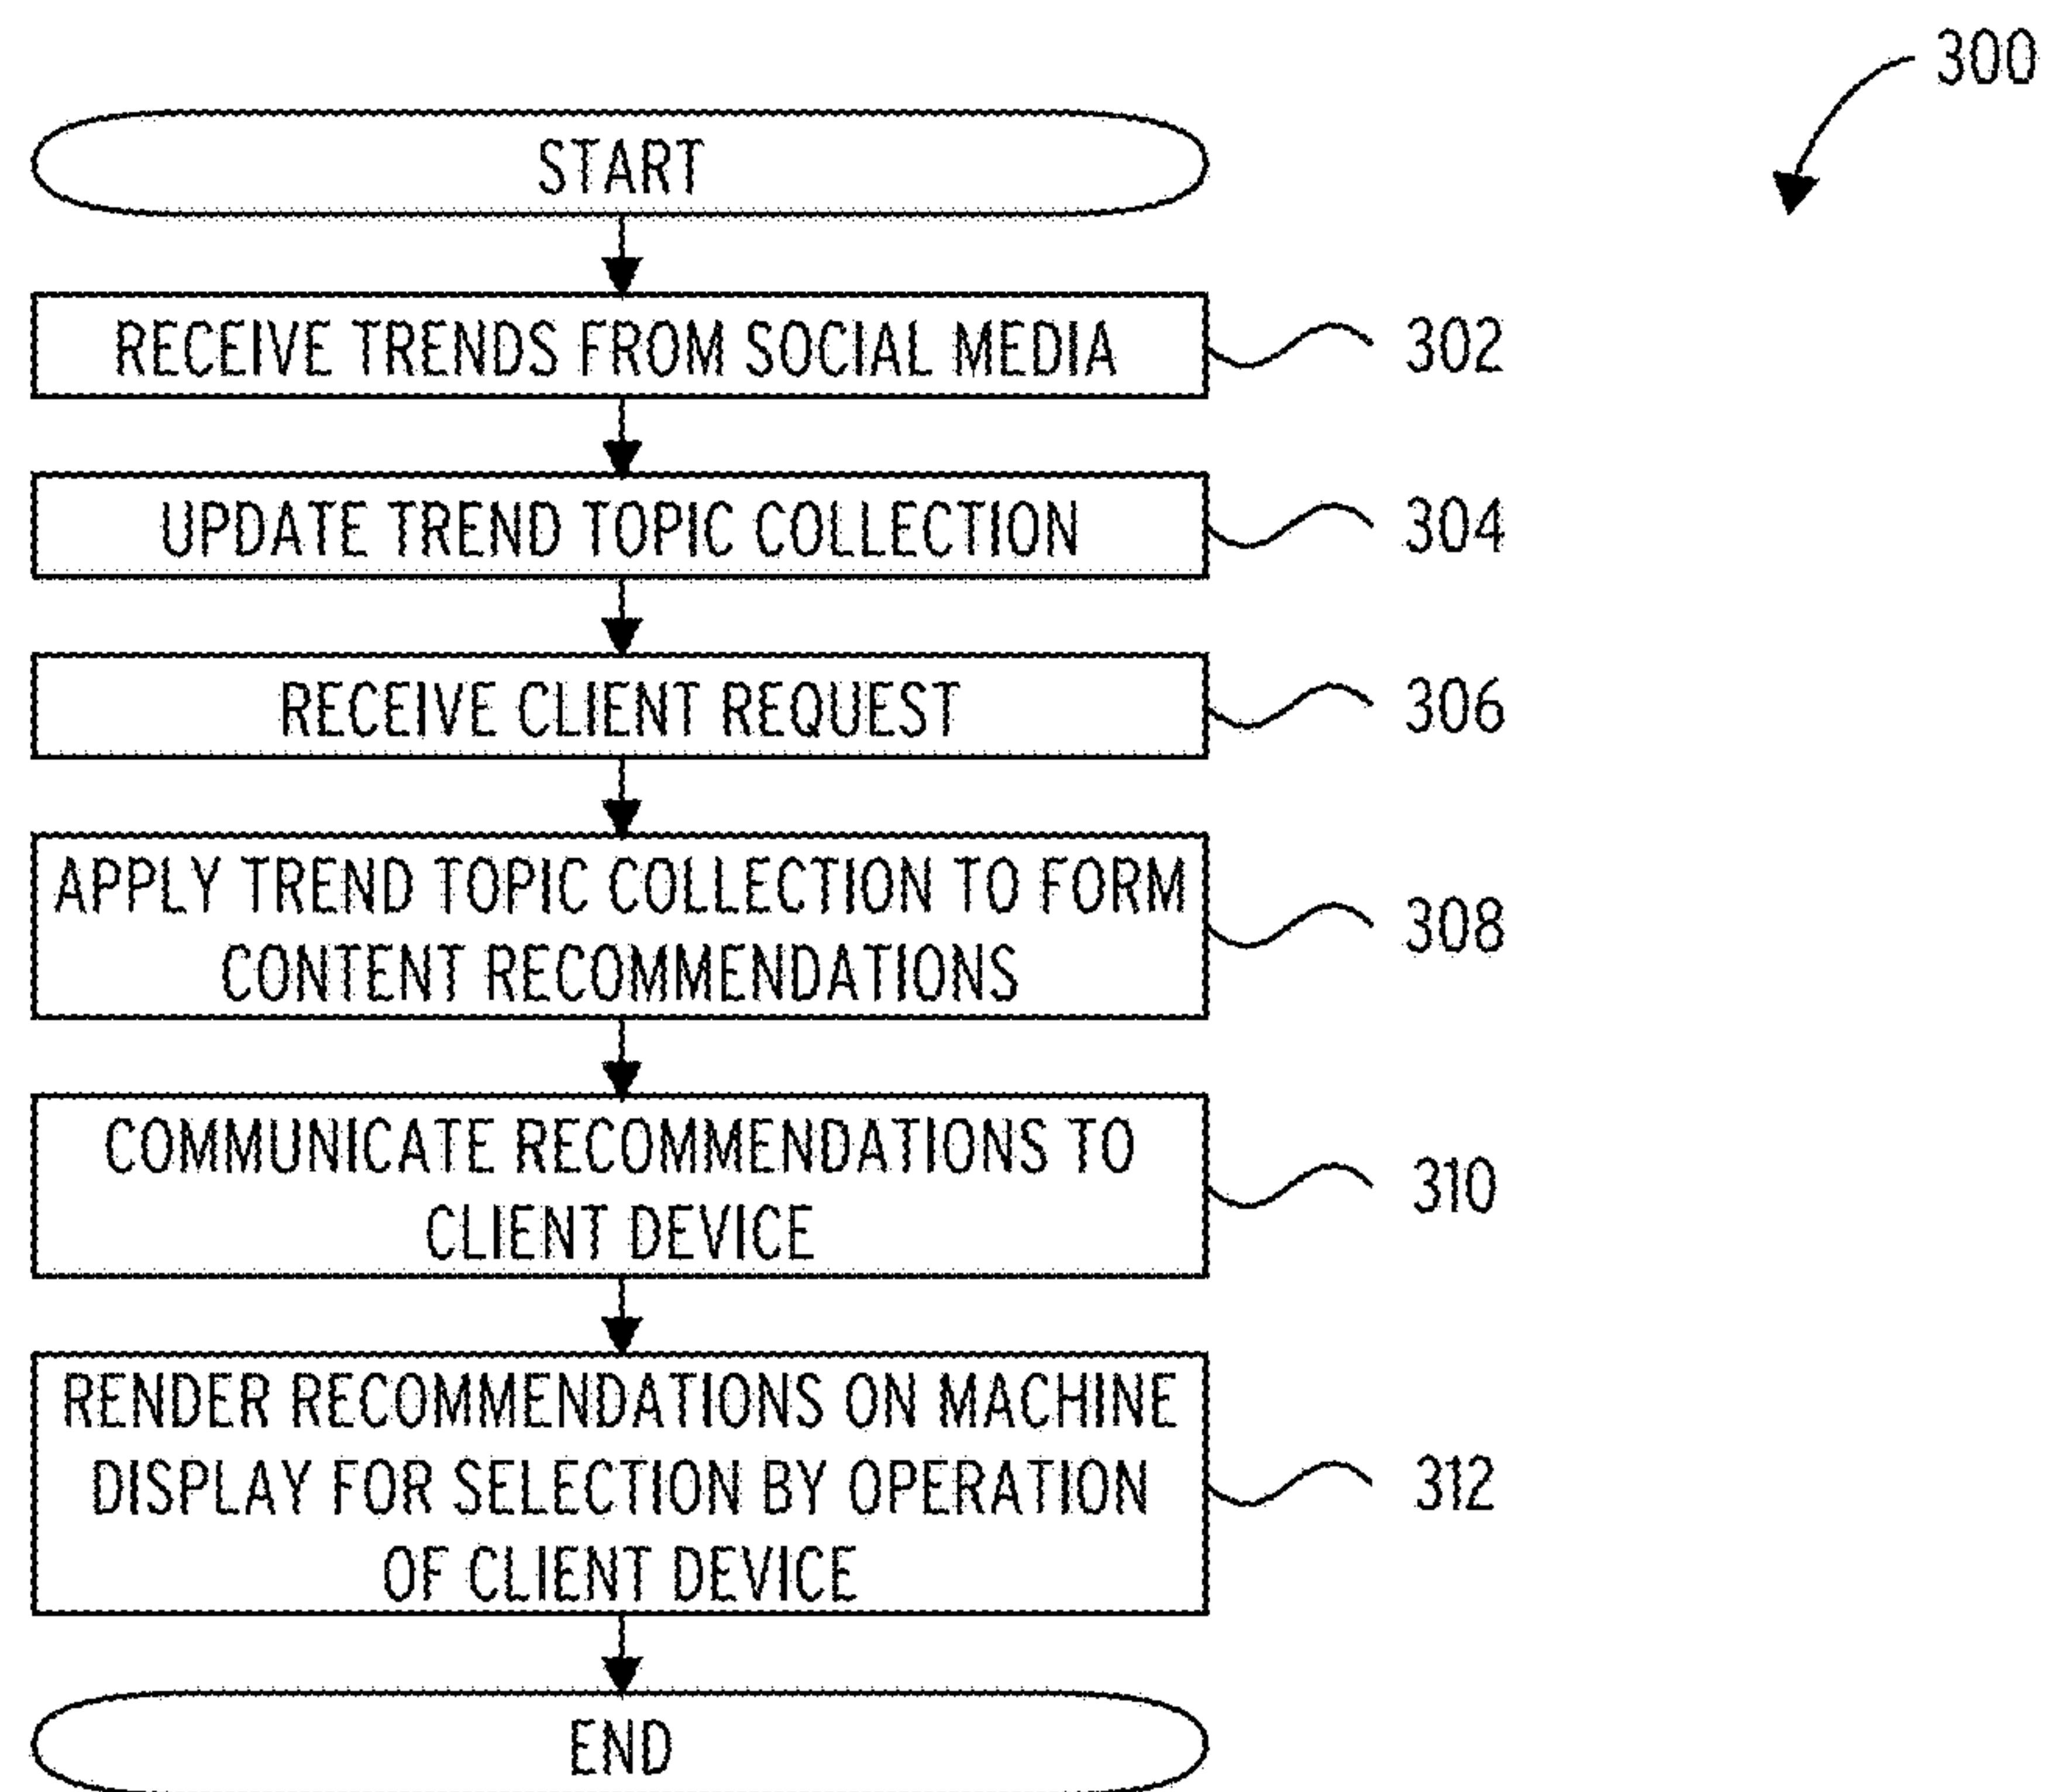 300
START
RECEIVE TRENDS FROM SOCIAL MEDIA
302
UPDATE TREND TOPIC COLLECTION
304
RECEIVE CLIENT REQUEST
306
APPLY TREND TOPIC COLLECTION TO FORM
CONTENT RECOMMENDATIONS
308
COMMUNICATE RECOMMENDATIONS TO
CLIENT DEVICE
310
RENDER RECOMMENDATIONS ON MACHINE
DISPLAY FOR SELECTION BY OPERATION
OF CLIENT DEVICE
312
END